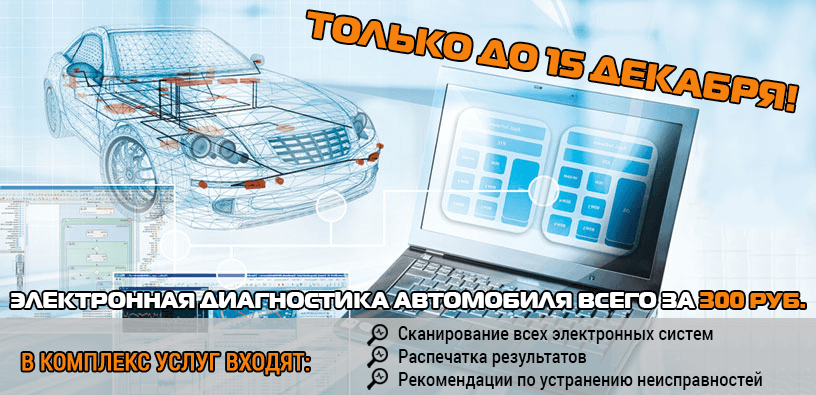 ТОЛЬКО ДО 15 ДЕКАБРЯ!
ЭЛЕКТРОННАЯ ДИАГНОСТИКА АВТОМОБИЛЯ ВСЕГО ЗА 300 РУБ.
В КОМПЛЕКС УСЛУГ ВХОДЯТ:
Сканирование всех электронных систем
Распечатка результатов
Рекомендации по устранению неисправностей